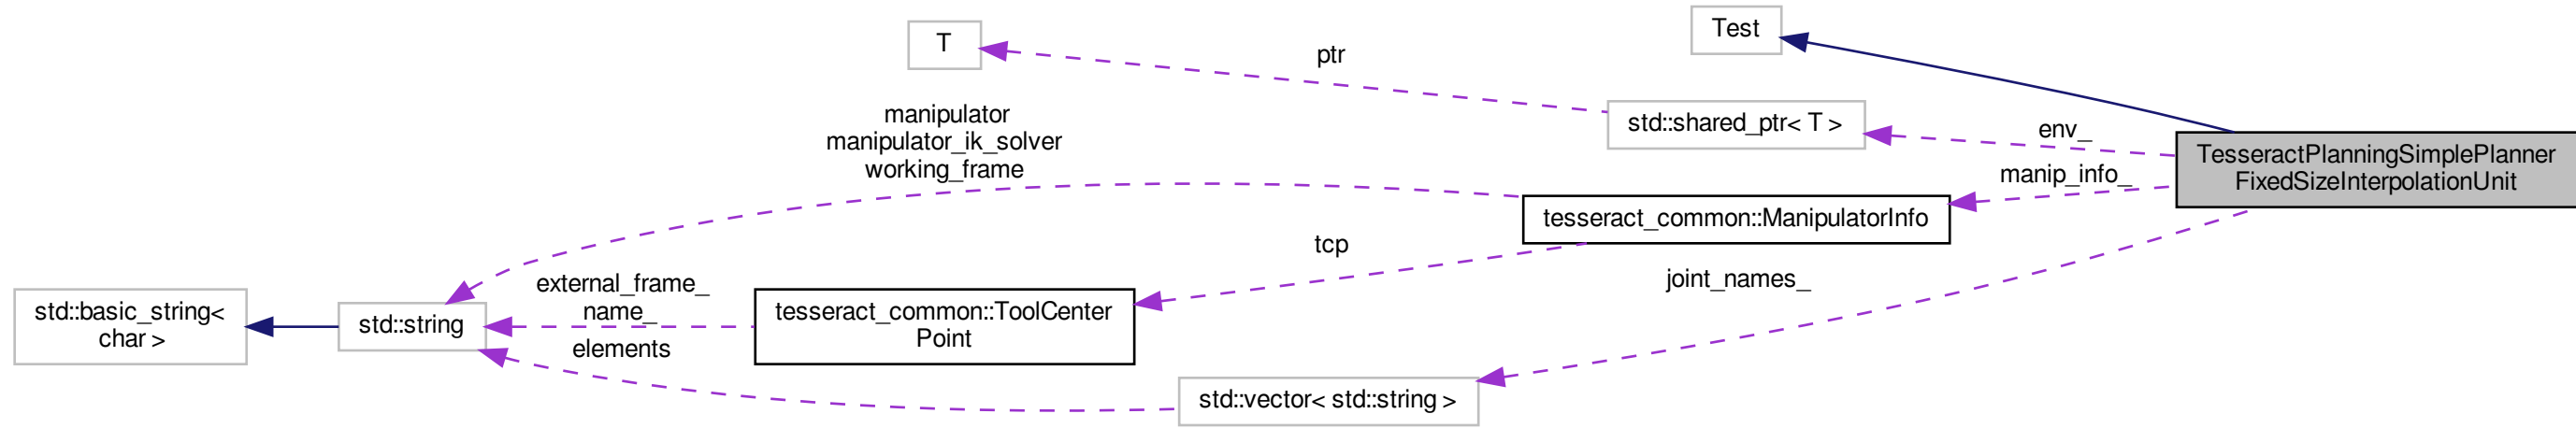 T
Test
ptr
std::shared_ptr< T >
env_
manip_info_
TesseractPlanningSimplePlanner
FixedSizeInterpolationUnit
manipulator
manipulator_ik_solver
working_frame
tesseract_common::ManipulatorInfo
tcp
joint_names_
external_frame_
name_
elements
std::basic_string<
char >
std::string
tesseract_common::ToolCenter
Point
std::vector< std::string >